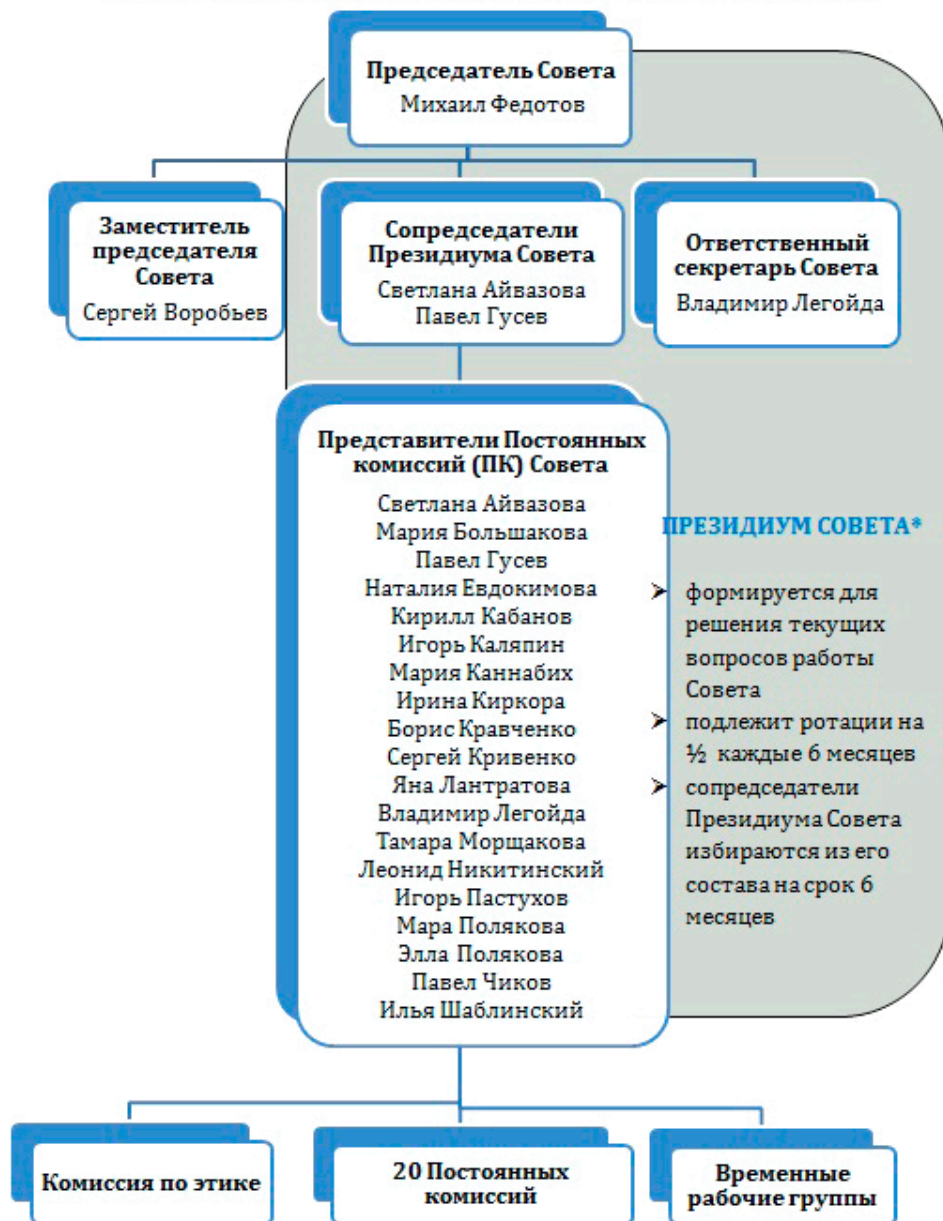 Председатель Совета
Михаил Федотов
Заместитель
председателя
Совета
Сергей Воробьев
Сопредседатели
Президиума Совета
Светлана Айвазова
Павел Гусев
Ответственный
секретарь Совета
Владимир Легойда
Представители Постоянных
комиссий (ПК) Совета
Светлана Айвазова
Мария Большакова
Павел Гусев
Наталия Евдокимова
Кирилл Кабанов
Игорь Каляпин
Мария Каннабих
Ирина Киркора
Борис Кравченко
Сергей Кривенко
Яна Лантратова
Владимир Легойда
Тамара Морщакова
Леонид Никитинский
Игорь Пастухов
Мара Полякова
Элла Полякова
Павел Чиков
Илья Шаблинский
ПРЕЗИДИУМ СОВЕТА*
➢ формируется для
решения текущих
вопросов работы
Совета
➢ подлежит ротации на
½ каждые 6 месяцев
➢ сопредседатели
Президиума Совета
избираются из его
состава на срок 6
месяцев
Комиссия по этике
20 Постоянных
комиссий
Временные
рабочие группы